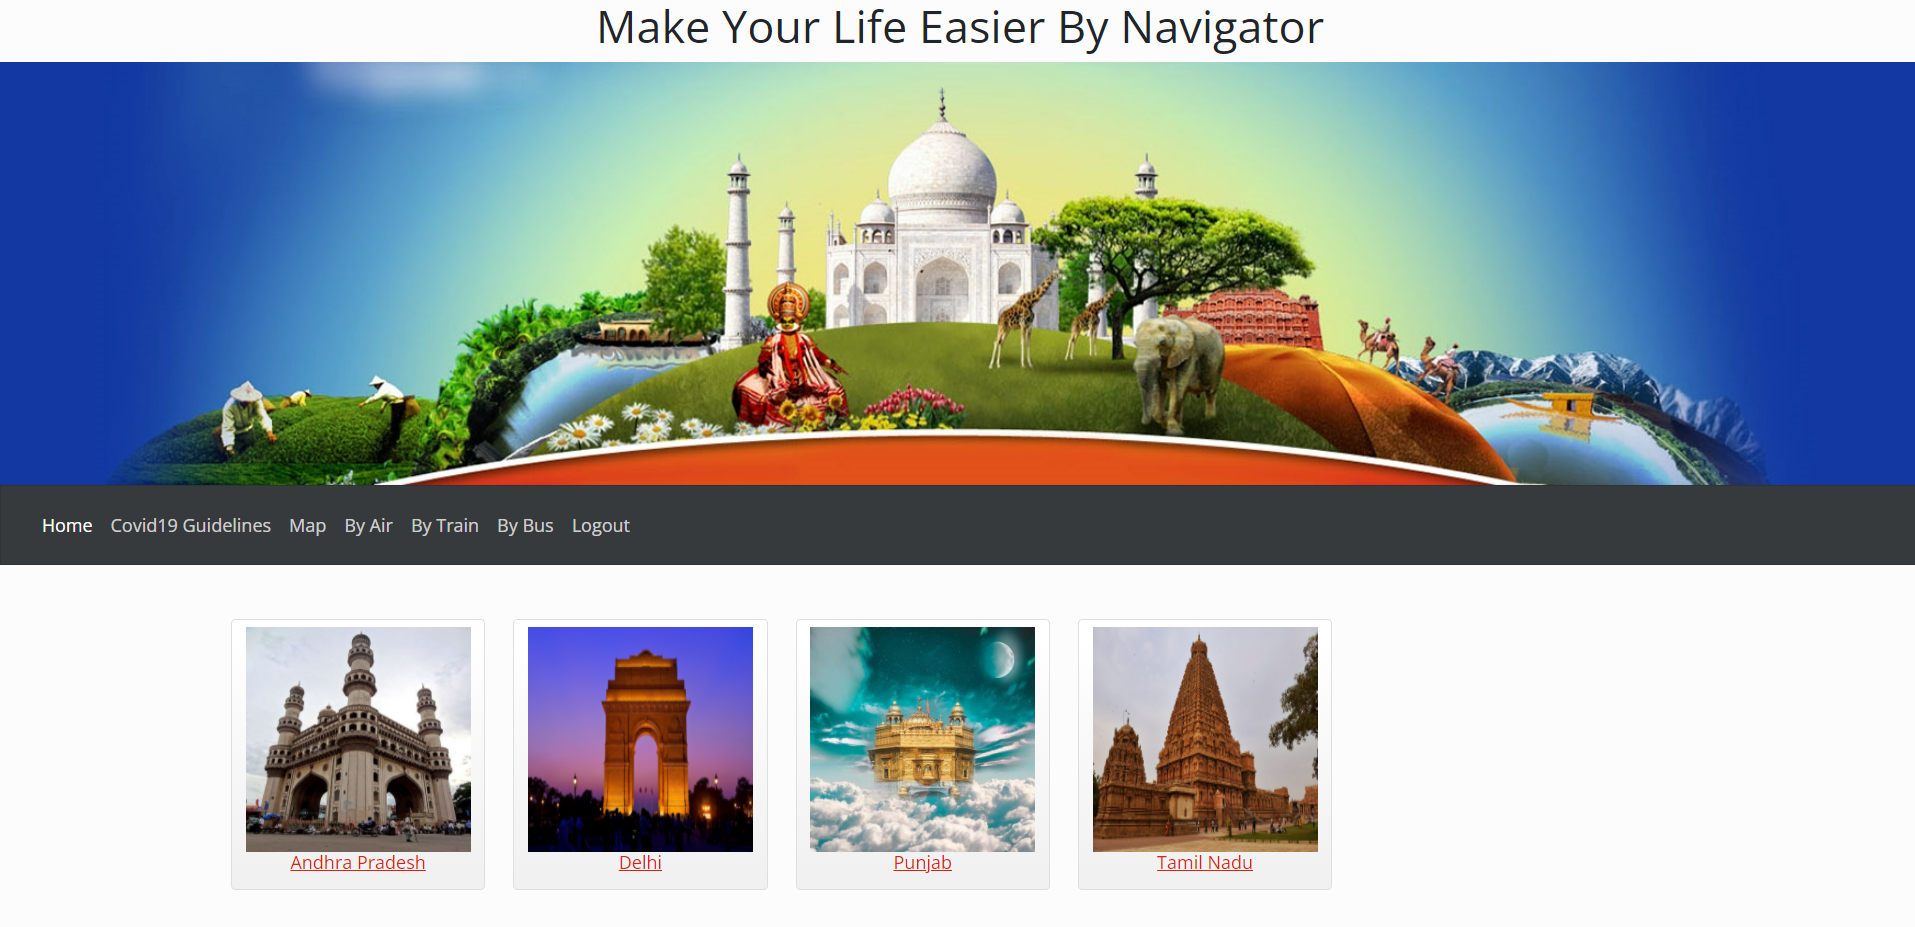 Make Your Life Easier By Navigator
Home Covid19 Guidelines Map By Air By Train By Bus Logout
Andhra Pradesh Delhi Punjab Tamil Nadu